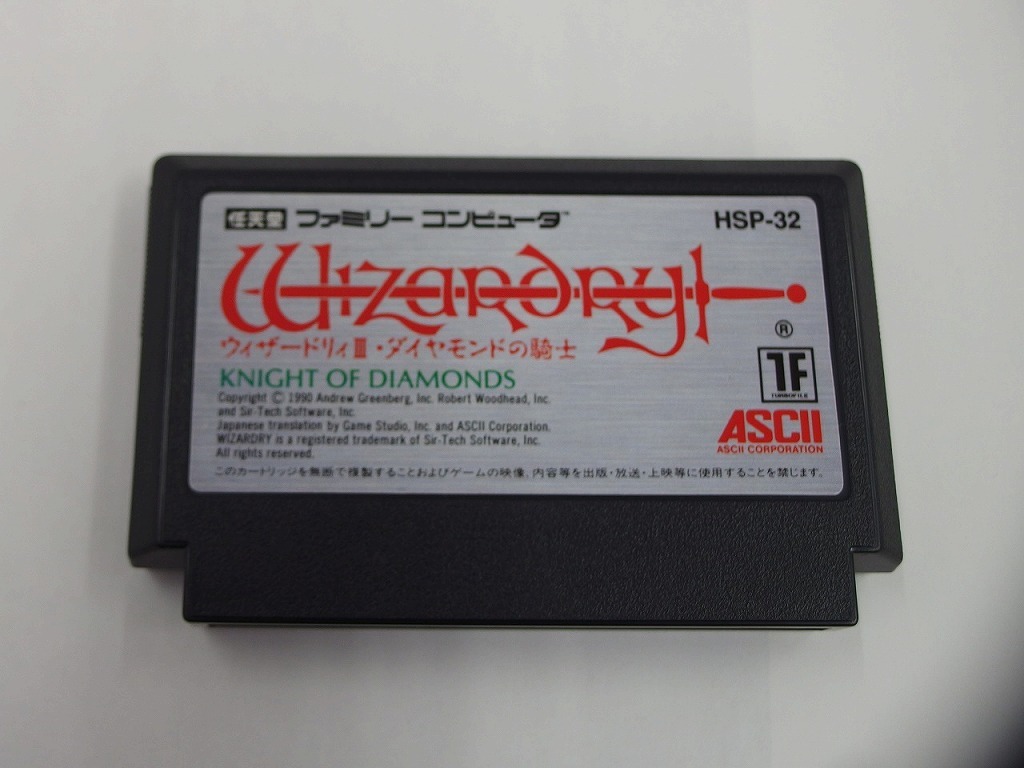 任天堂 ファミリー コンピュータ™ HSP-32
Wizardry
®
ウィザードリィⅢ・ダイヤモンドの騎士
KNIGHT OF DIAMONDS
Copyright © 1990 Andrew Greenberg, Inc. Robert Woodhead, Inc.
and Sir-Tech Software, Inc.
Japanese translation by Game Studio, Inc. and ASCII Corporation.
WIZARDRY is a registered trademark of Sir-Tech Software, Inc.
All rights reserved.
TF
TURBOFILE
ASCII
ASCII CORPORATION
このカートリッジを無断で複製することおよびゲームの映像、内容等を出版・放送・上映等に使用することを禁じます。